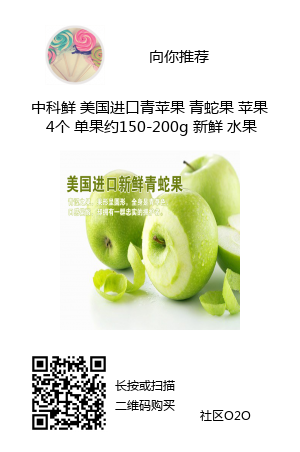 向你推荐
中科鲜 美国进口青苹果 青蛇果 苹果
4个 单果约150-200g 新鲜 水果
美国进口新鲜青蛇果
长按或扫描
二维码购买
社区O2O